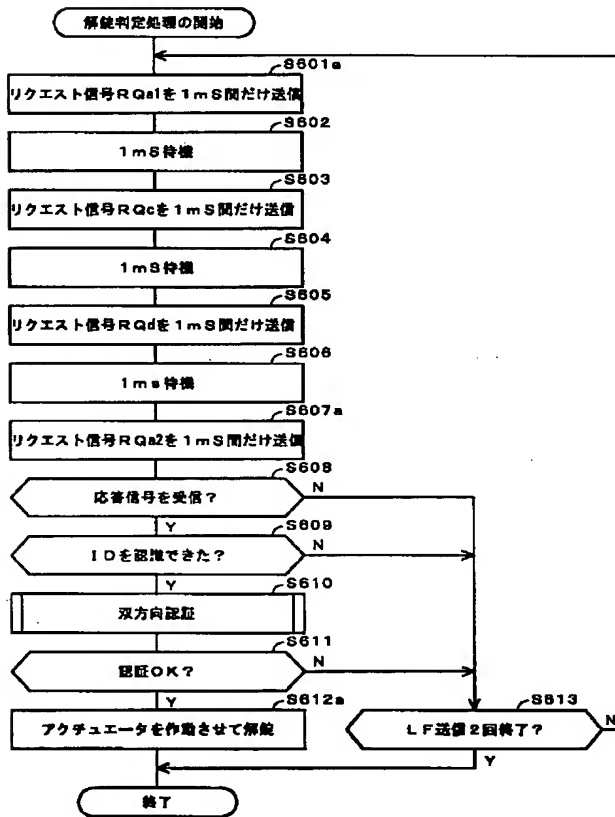 解錠判定処理の開始
S601a
リクエスト信号RQa1を1mS間だけ送信
S602
1mS待機
S603
リクエスト信号RQcを1mS間だけ送信
S604
1mS待機
S605
リクエスト信号RQdを1mS間だけ送信
S606
1ms待機
S607a
リクエスト信号RQa2を1mS間だけ送信
S608
応答信号を受信?
N
Y
S609
IDを認識できた?
N
Y
S610
双方向認証
S611
認証OK?
N
Y
S612a
アクチュエータを作動させて解錠
S613
LF送信2回終了?
N
Y
終了